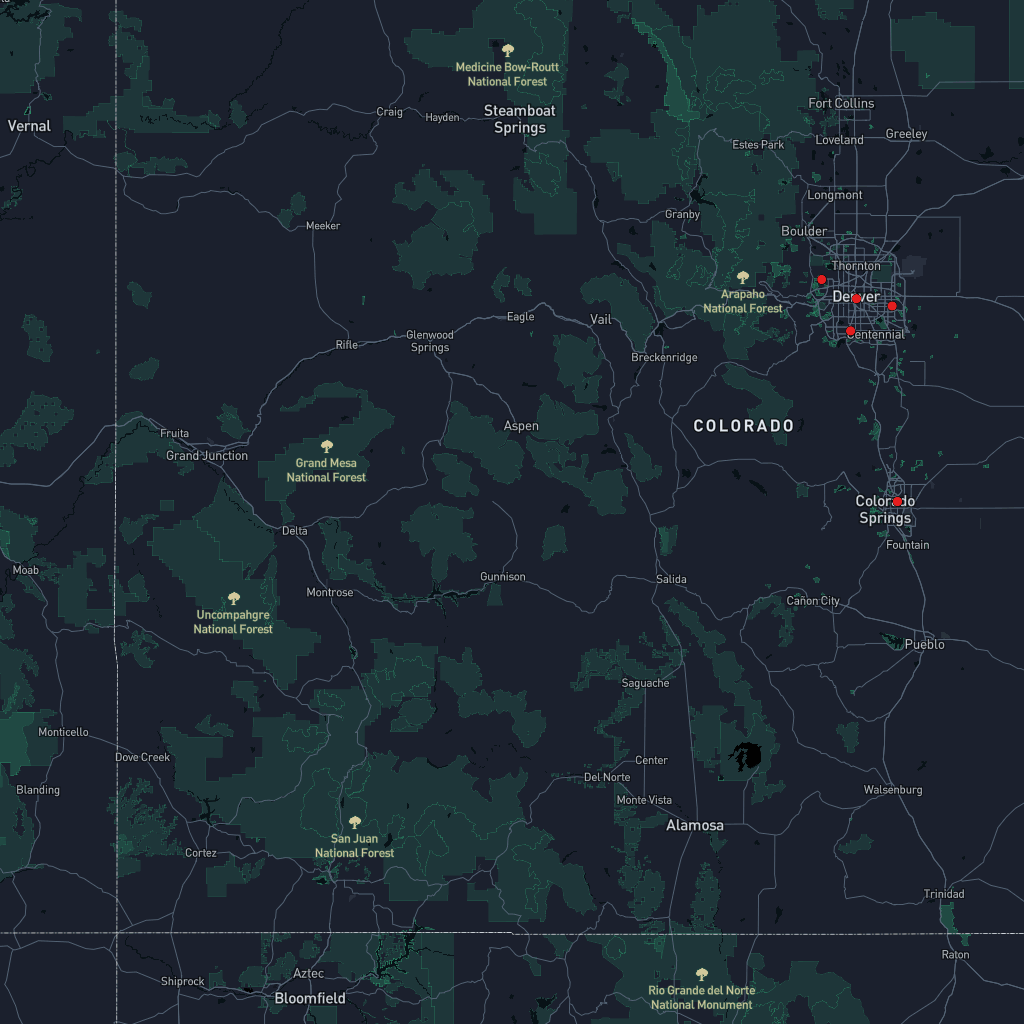 Medicine Bow-Routt
National Forest
Steamboat
Springs
Craig
Hayden
Fort Collins
Loveland
Greeley
Estes Park
Vernal
Longmont
Granby
Meeker
Boulder
Thornton
Arapaho
National Forest
Denver
Eagle
Vail
Centennial
Glenwood
Springs
Rifle
Breckenridge
COLORADO
Aspen
Fruita
Grand Junction
Grand Mesa
National Forest
Colorado
Springs
Delta
Fountain
Moab
Gunnison
Salida
Montrose
Cañon City
Uncompahgre
National Forest
Pueblo
Saguache
Monticello
Dove Creek
Center
Del Norte
Blanding
Monte Vista
Walsenburg
Alamosa
San Juan
National Forest
Cortez
Trinidad
Raton
Aztec
Shiprock
Bloomfield
Rio Grande del Norte
National Monument